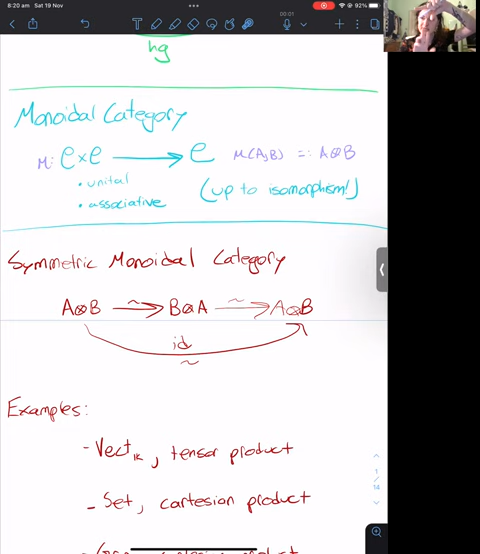 8:20 am Sat 19 Nov
92%
00:01
hg
Monoidal Category
M: C×C → C M(A,B) =: A⊗B
• unital
• associative
(up to isomorphism!)
Symmetric Monoidal Category
A⊗B ~→ B⊗A ~→ A⊗B
id
~
Examples:
- Vect_k, tensor product
- Set, cartesian product
1/14